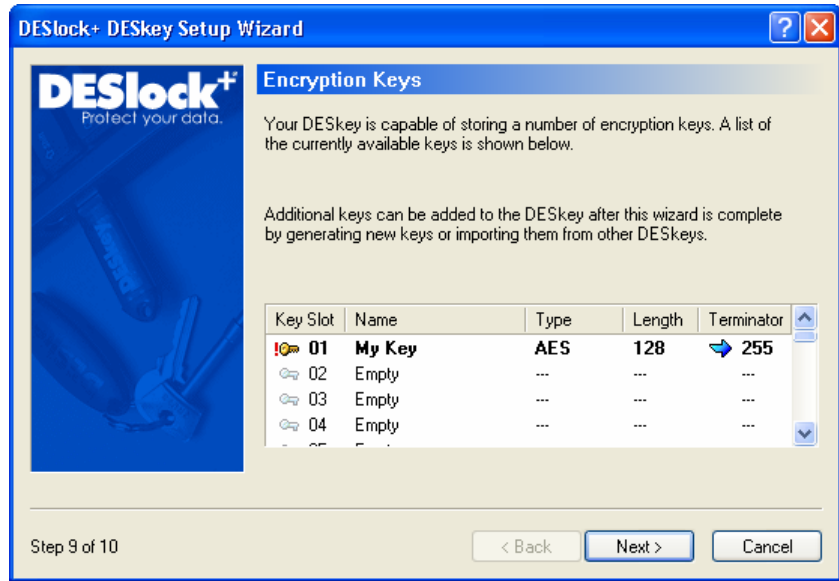 DESlock+ DESkey Setup Wizard
DESlock+
Protect your data.
DESkeys
Encryption Keys
Your DESkey is capable of storing a number of encryption keys. A list of
the currently available keys is shown below.
Additional keys can be added to the DESkey after this wizard is complete
by generating new keys or importing them from other DESkeys.
Key Slot Name Type Length Terminator
01 My Key AES 128 255
02 Empty --- --- ---
03 Empty --- --- ---
04 Empty --- --- ---
Step 9 of 10
< Back Next > Cancel